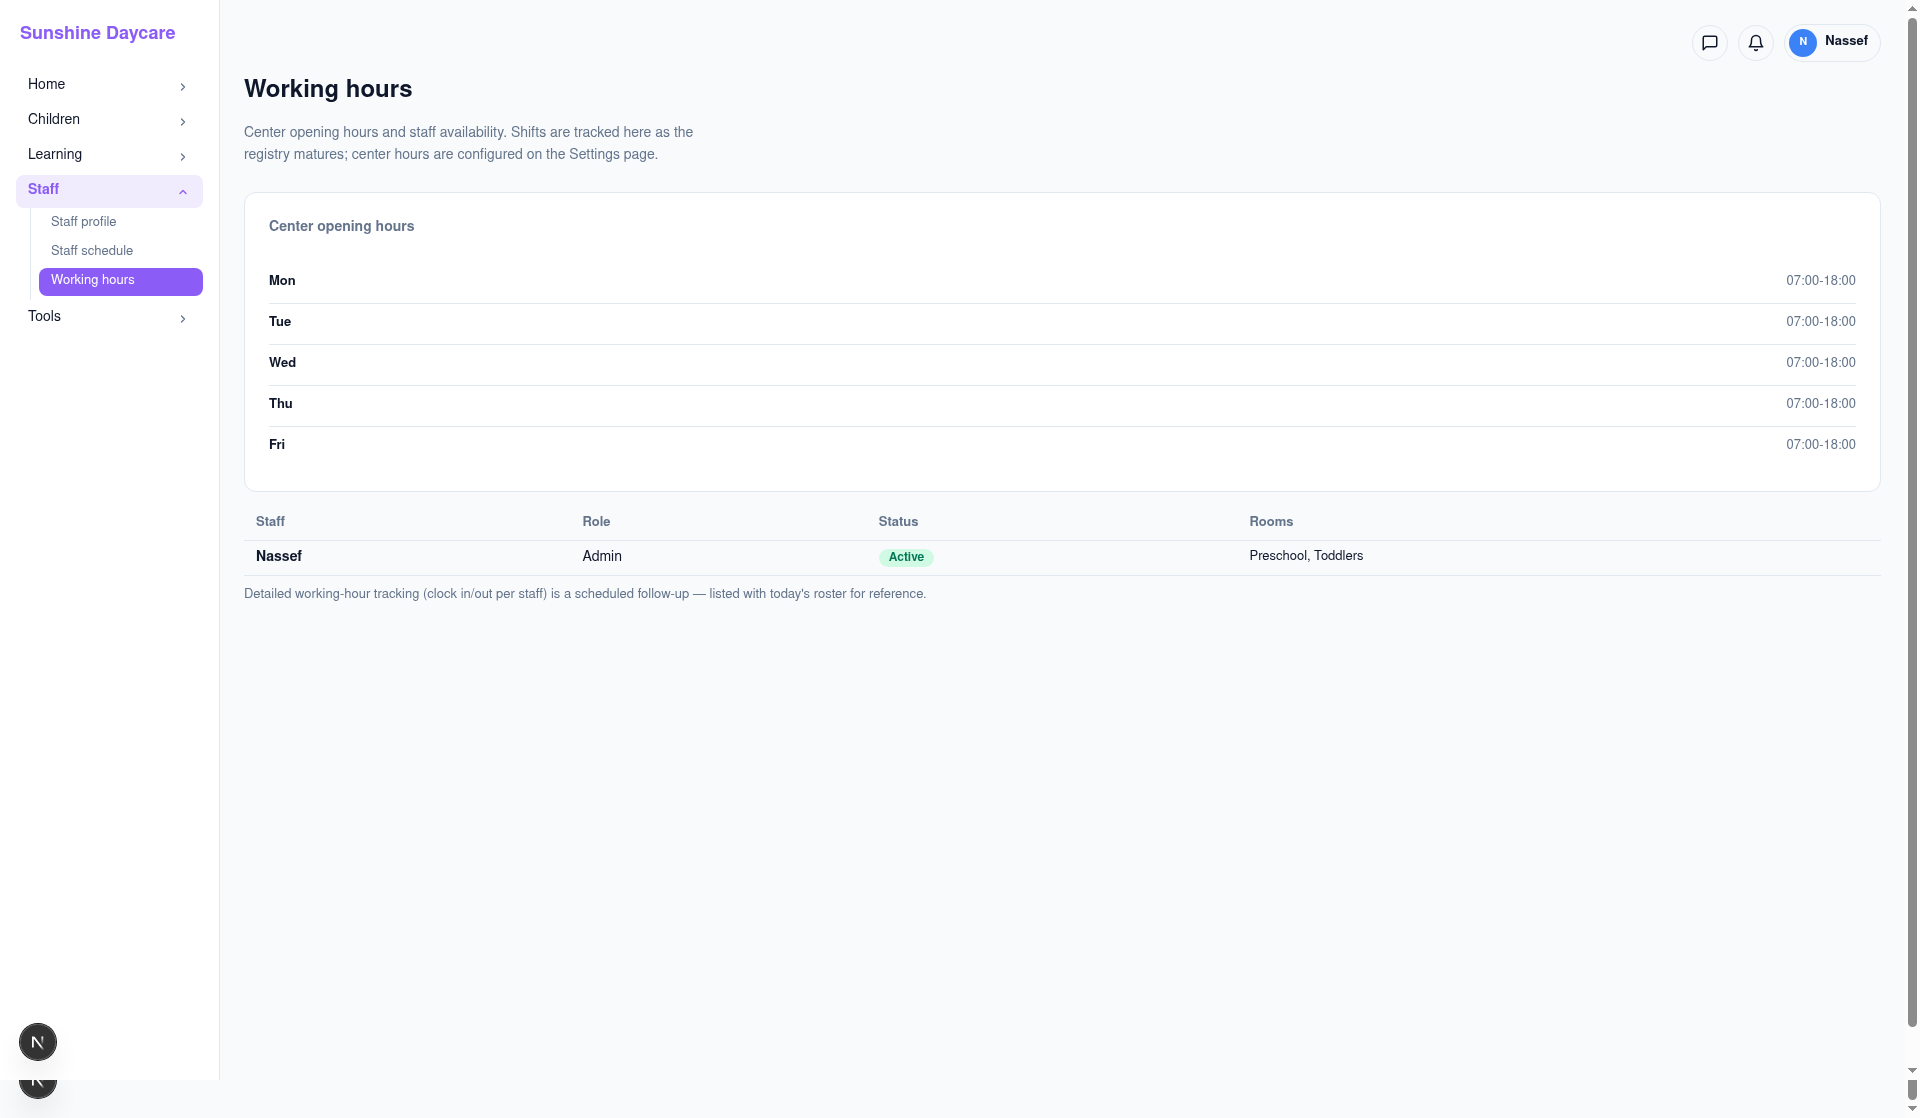 Sunshine Daycare
Home
Children
Learning
Staff
Staff profile
Staff schedule
Working hours
Tools
N
Nassef
Working hours
Center opening hours and staff availability. Shifts are tracked here as the
registry matures; center hours are configured on the Settings page.
Center opening hours
Mon 07:00-18:00
Tue 07:00-18:00
Wed 07:00-18:00
Thu 07:00-18:00
Fri 07:00-18:00
Staff Role Status Rooms
Nassef Admin Active Preschool, Toddlers
Detailed working-hour tracking (clock in/out per staff) is a scheduled follow-up — listed with today's roster for reference.
N
N